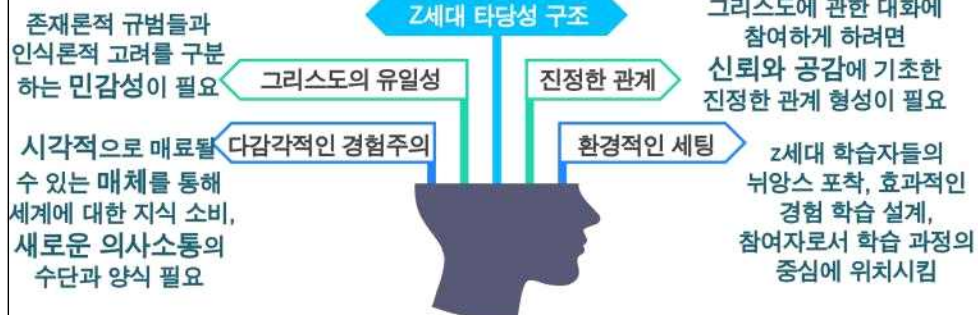 Z세대 타당성 구조
존재론적 규범들과
인식론적 고려를 구분
하는 민감성이 필요
그리스도의 유일성
진정한 관계
그리스도에 관한 대화에
참여하게 하려면
신뢰와 공감에 기초한
진정한 관계 형성이 필요
시각적으로 매료될
수 있는 매체를 통해
세계에 대한 지식 소비,
새로운 의사소통의
수단과 양식 필요
다감각적인 경험주의
환경적인 세팅
z세대 학습자들의
뉘앙스 포착, 효과적인
경험 학습 설계,
참여자로서 학습 과정의
중심에 위치시킴